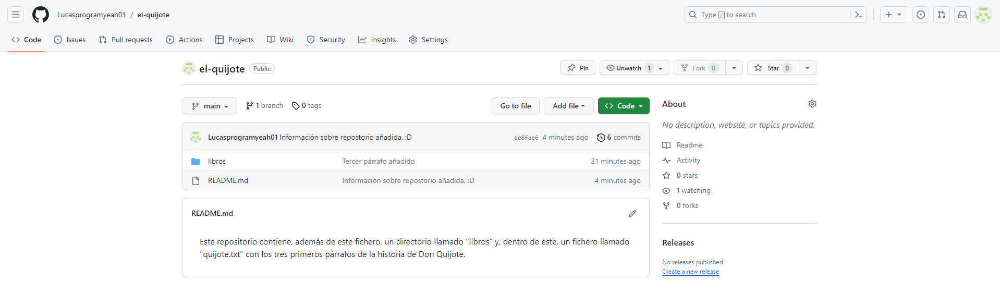 Lucasprogramyeah01 / el-quijote
Type / to search
Code Issues Pull requests Actions Projects Wiki Security Insights Settings
el-quijote Public
Pin Unwatch 1 Fork 0 Star 0
main 1 branch 0 tags
Go to file Add file Code
Lucasprogramyeah01 Información sobre repostorio añadida. :D ae8fae6 4 minutes ago 6 commits
libros Tercer párrafo añadido 21 minutes ago
README.md Información sobre repostorio añadida. :D 4 minutes ago
README.md
Este repositorio contiene, además de este fichero, un directorio llamado "libros" y, dentro de este, un fichero llamado
"quijote.txt" con los tres primeros párrafos de la historia de Don Quijote.
About
No description, website, or topics provided.
Readme
Activity
0 stars
1 watching
0 forks
Releases
No releases published
Create a new release